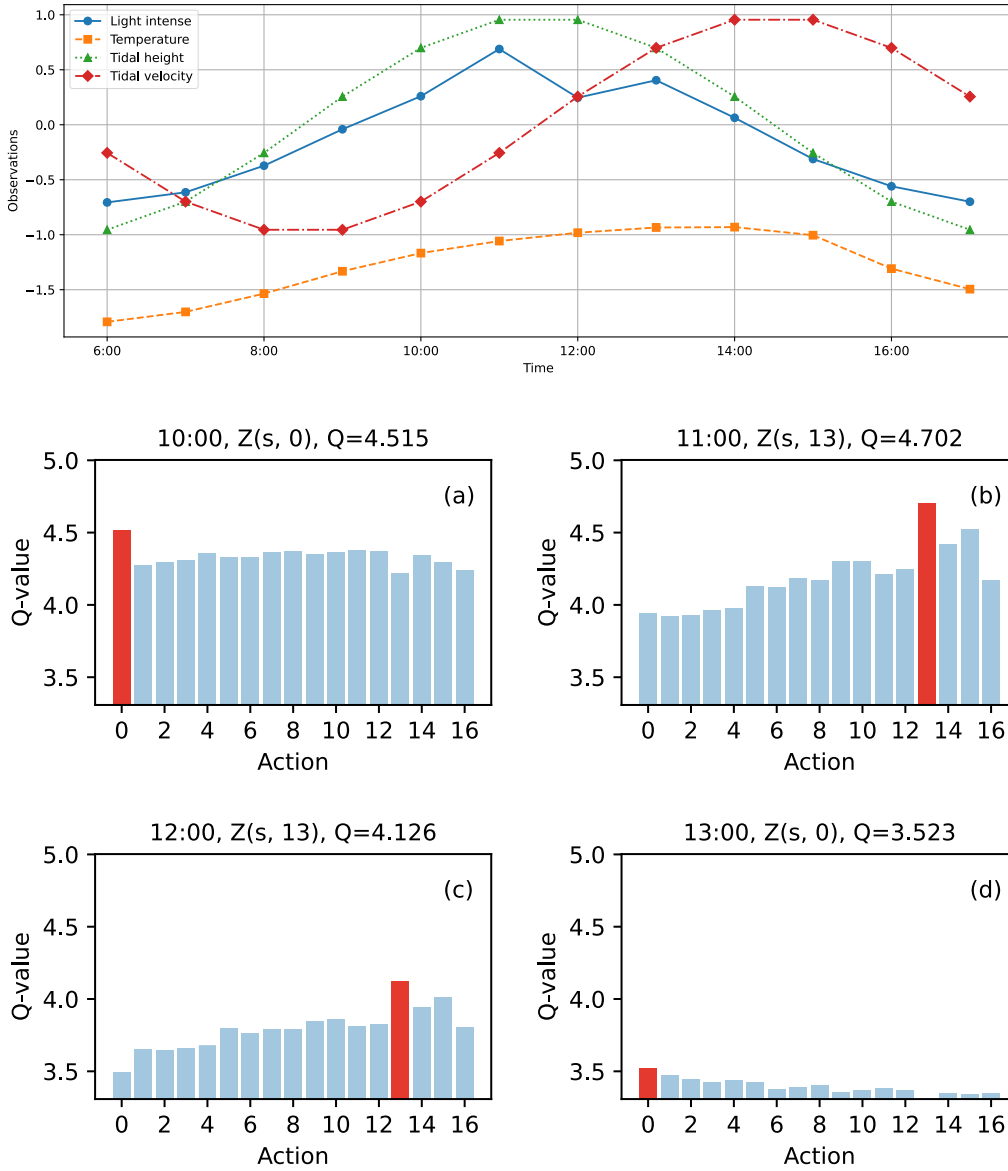 1.0
0.5
0.0
−0.5
−1.0
−1.5
Observations
Light intense
Temperature
Tidal height
Tidal velocity
6:00 8:00 10:00 12:00 14:00 16:00
Time
10:00, Z(s, 0), Q=4.515
(a)
5.0
4.5
4.0
3.5
Q-value
0 2 4 6 8 10 12 14 16
Action
11:00, Z(s, 13), Q=4.702
(b)
5.0
4.5
4.0
3.5
Q-value
0 2 4 6 8 10 12 14 16
Action
12:00, Z(s, 13), Q=4.126
(c)
5.0
4.5
4.0
3.5
Q-value
0 2 4 6 8 10 12 14 16
Action
13:00, Z(s, 0), Q=3.523
(d)
5.0
4.5
4.0
3.5
Q-value
0 2 4 6 8 10 12 14 16
Action